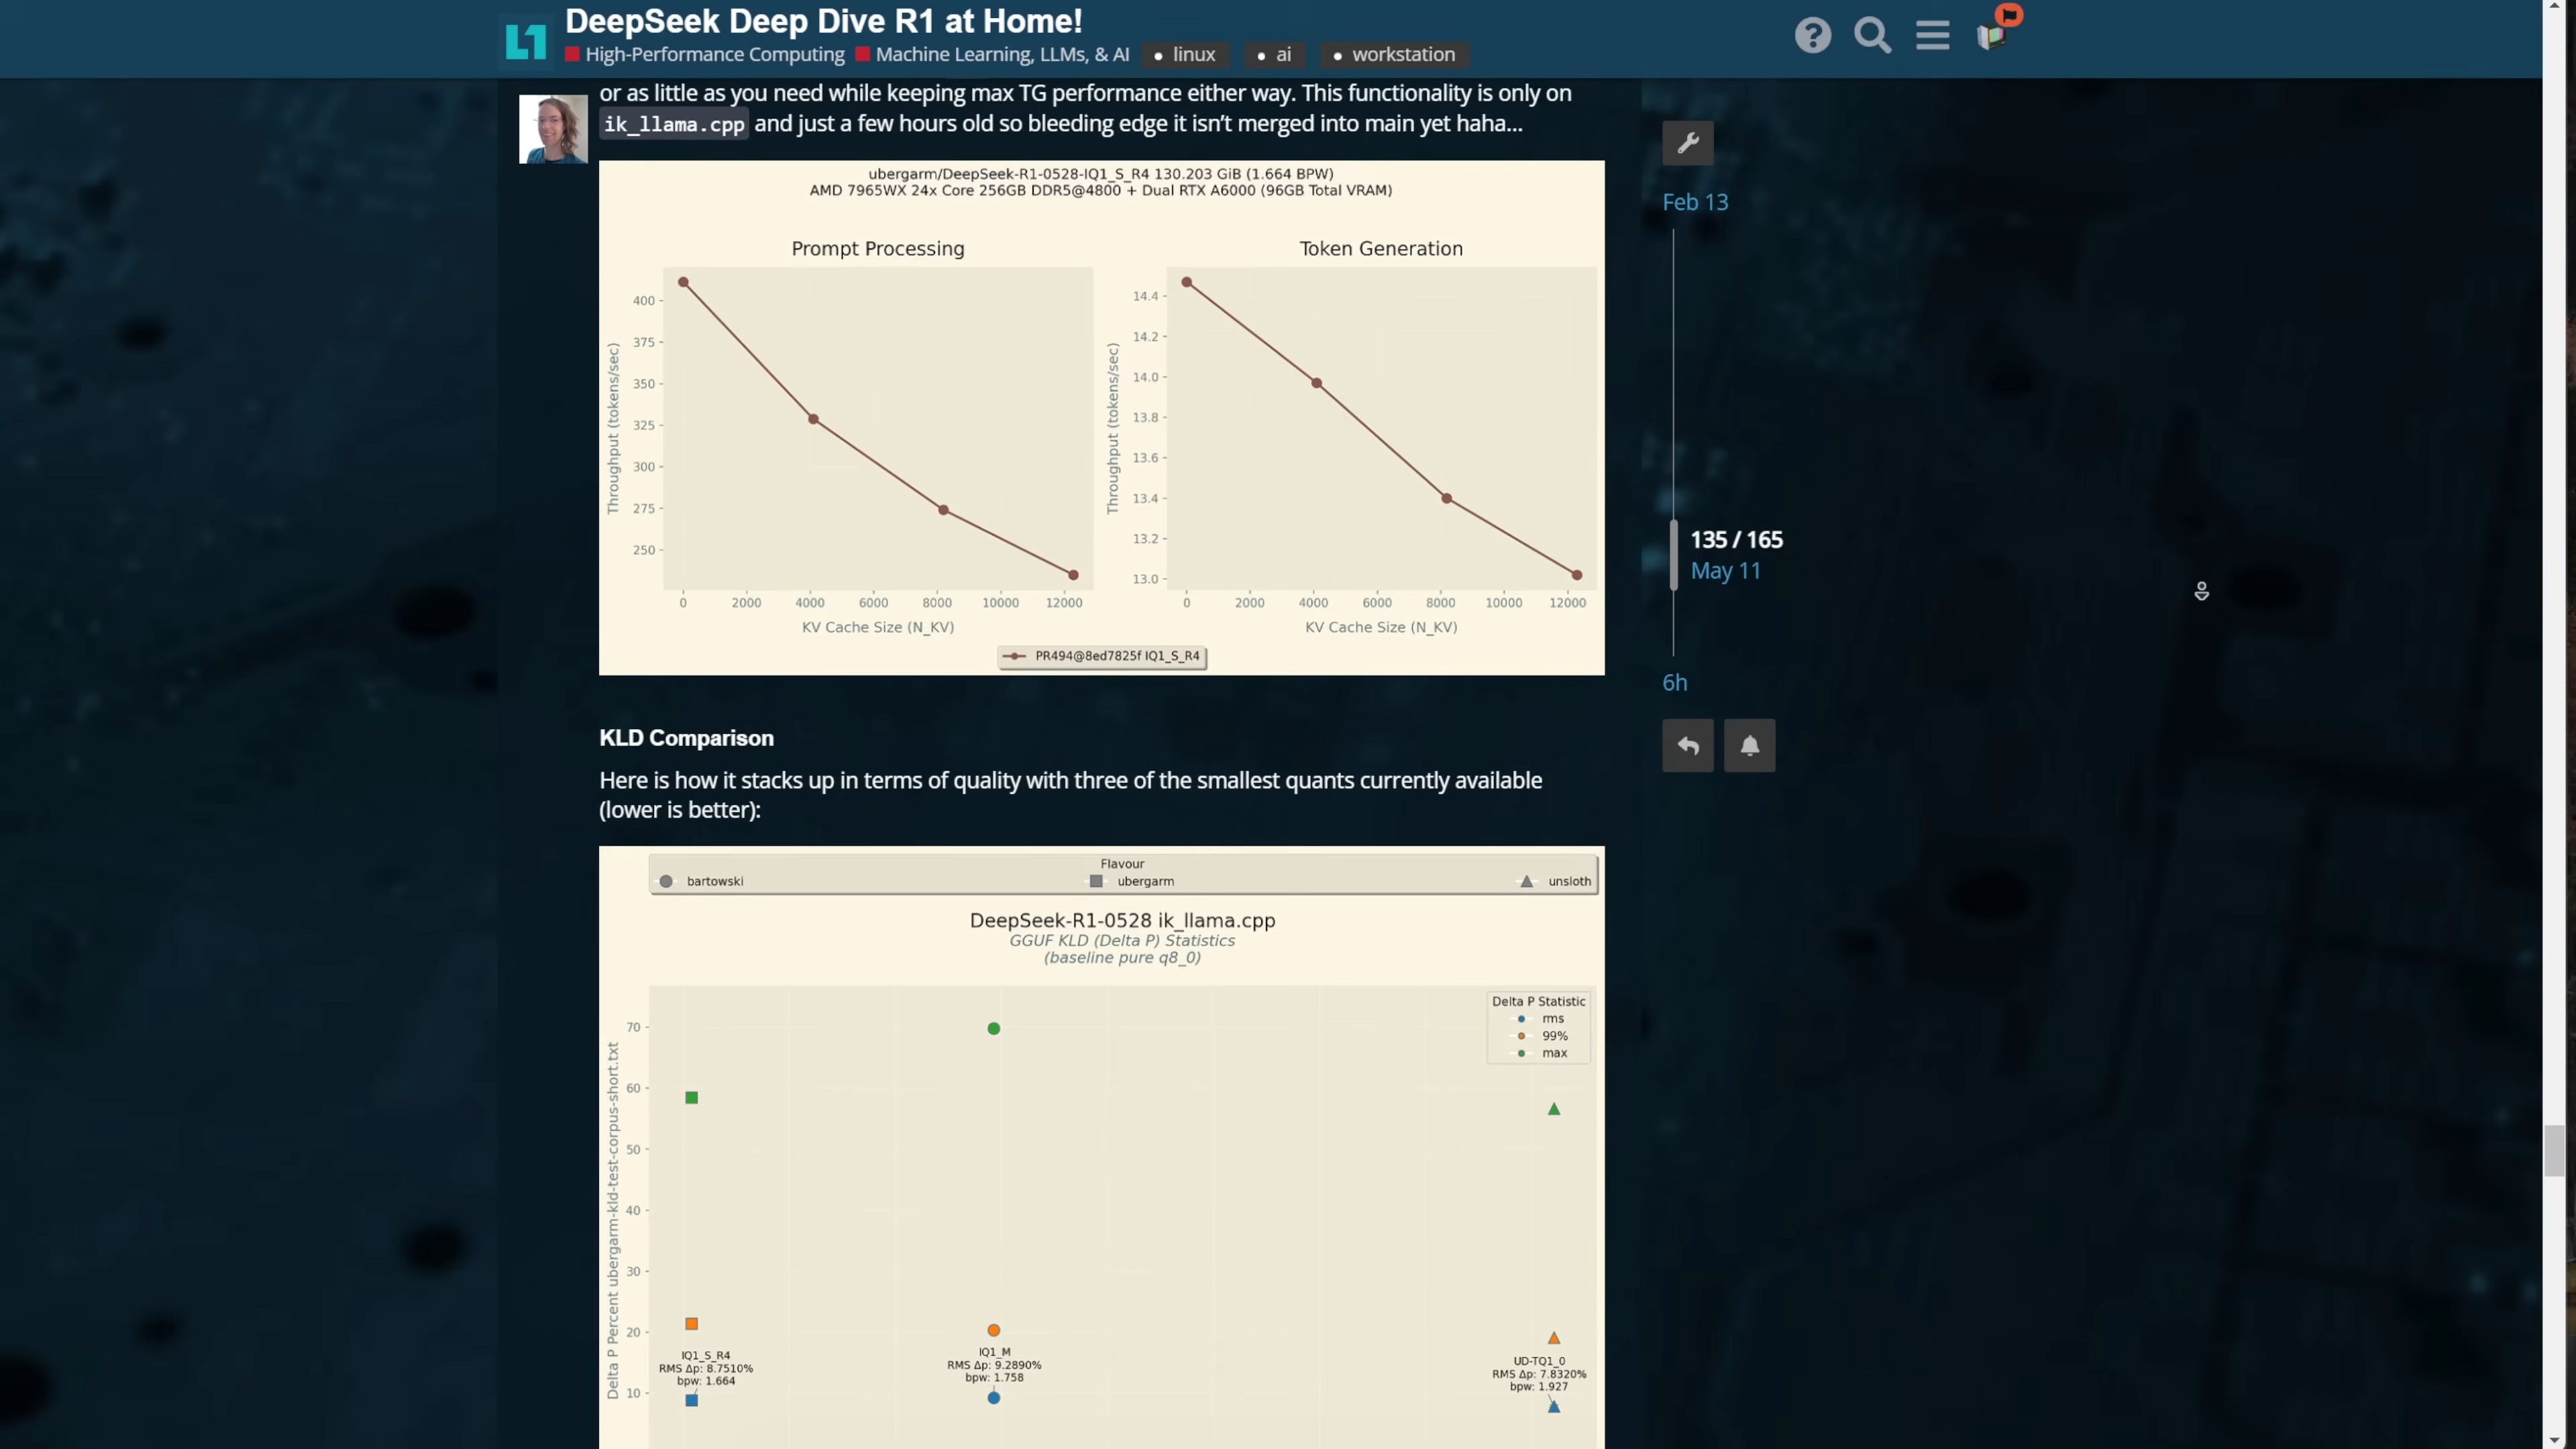 DeepSeek Deep Dive R1 at Home!
High-Performance Computing Machine Learning, LLMs, & AI linux ai workstation
or as little as you need while keeping max TG performance either way. This functionality is only on
ik_llama.cpp and just a few hours old so bleeding edge it isn’t merged into main yet haha…
ubergarm/DeepSeek-R1-0528-IQ1_S_R4 130.203 GiB (1.664 BPW)
AMD 7965WX 24x Core 256GB DDR5@4800 + Dual RTX A6000 (96GB Total VRAM)
Prompt Processing
Throughput (tokens/sec)
400
375
350
325
300
275
250
0 2000 4000 6000 8000 10000 12000
KV Cache Size (N_KV)
Token Generation
Throughput (tokens/sec)
14.4
14.2
14.0
13.8
13.6
13.4
13.2
13.0
0 2000 4000 6000 8000 10000 12000
KV Cache Size (N_KV)
PR494@8ed7825f IQ1_S_R4
Feb 13
135 / 165
May 11
6h
KLD Comparison
Here is how it stacks up in terms of quality with three of the smallest quants currently available
(lower is better):
Flavour
bartowski ubergarm unsloth
DeepSeek-R1-0528 ik_llama.cpp
GGUF KLD (Delta P) Statistics
(baseline pure q8_0)
Delta P Statistic
rms
99%
max
Delta P Percent ubergarm-kld-test-corpus-short.txt
70
60
50
40
30
20
10
IQ1_S_R4
RMS Δp: 8.7510%
bpw: 1.664
IQ1_M
RMS Δp: 9.2890%
bpw: 1.758
UD-TQ1_0
RMS Δp: 7.8320%
bpw: 1.927